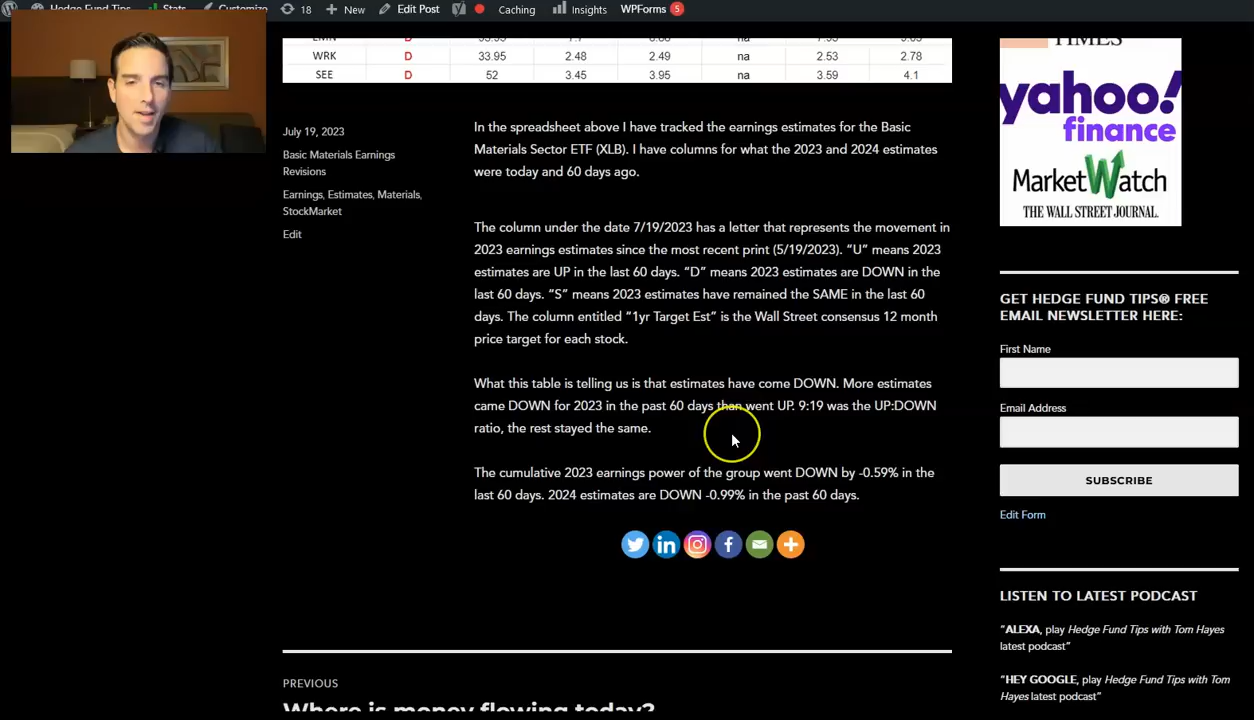 Hedge Fund Tips
Stats
Customize
18
New
Edit Post
Caching
Insights
WPForms
5
WRK D 33.95 2.48 2.49 na 2.53 2.78
SEE D 52 3.45 3.95 na 3.59 4.1
July 19, 2023
Basic Materials Earnings
Revisions
Earnings, Estimates, Materials,
StockMarket
Edit
In the spreadsheet above I have tracked the earnings estimates for the Basic
Materials Sector ETF (XLB). I have columns for what the 2023 and 2024 estimates
were today and 60 days ago.
The column under the date 7/19/2023 has a letter that represents the movement in
2023 earnings estimates since the most recent print (5/19/2023). “U” means 2023
estimates are UP in the last 60 days. “D” means 2023 estimates are DOWN in the
last 60 days. “S” means 2023 estimates have remained the SAME in the last 60
days. The column entitled “1yr Target Est” is the Wall Street consensus 12 month
price target for each stock.
What this table is telling us is that estimates have come DOWN. More estimates
came DOWN for 2023 in the past 60 days than went UP. 9:19 was the UP:DOWN
ratio, the rest stayed the same.
The cumulative 2023 earnings power of the group went DOWN by -0.59% in the
last 60 days. 2024 estimates are DOWN -0.99% in the past 60 days.
PREVIOUS
Where is money flowing today?
TIMES
yahoo!
finance
MarketWatch
THE WALL STREET JOURNAL.
GET HEDGE FUND TIPS® FREE
EMAIL NEWSLETTER HERE:
First Name
Email Address
SUBSCRIBE
Edit Form
LISTEN TO LATEST PODCAST
“ALEXA, play Hedge Fund Tips with Tom Hayes
latest podcast”
“HEY GOOGLE, play Hedge Fund Tips with Tom
Hayes latest podcast”